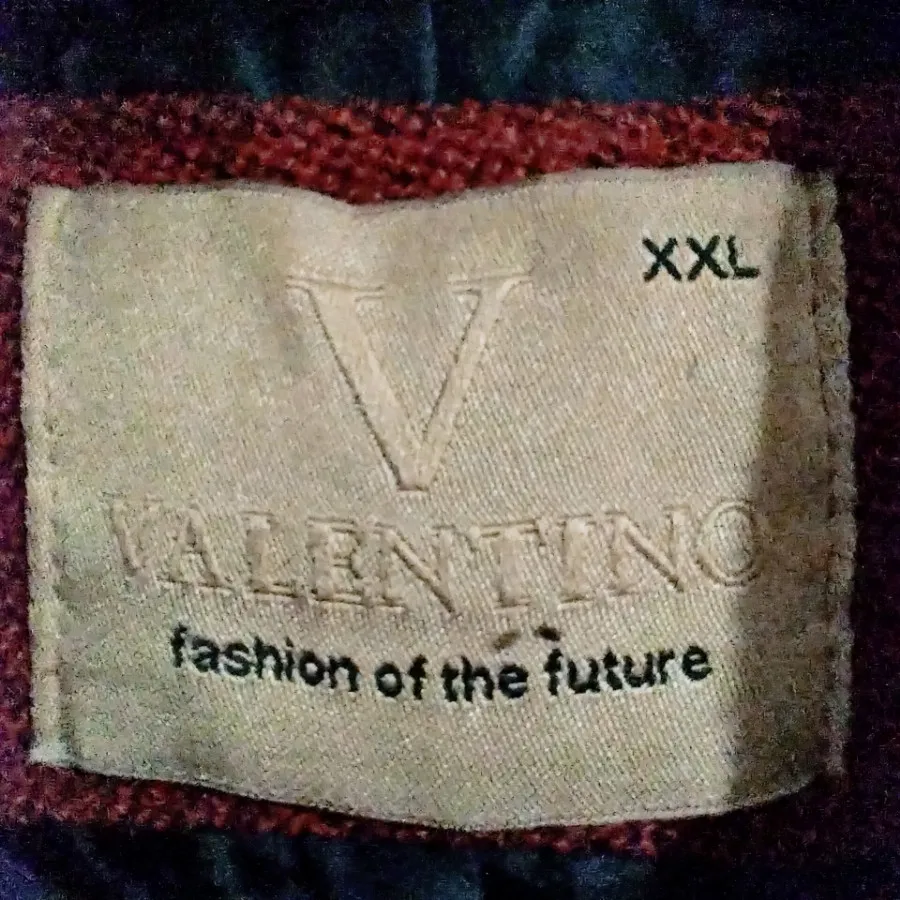 XXL
V
VALENTINO
fashion of the future